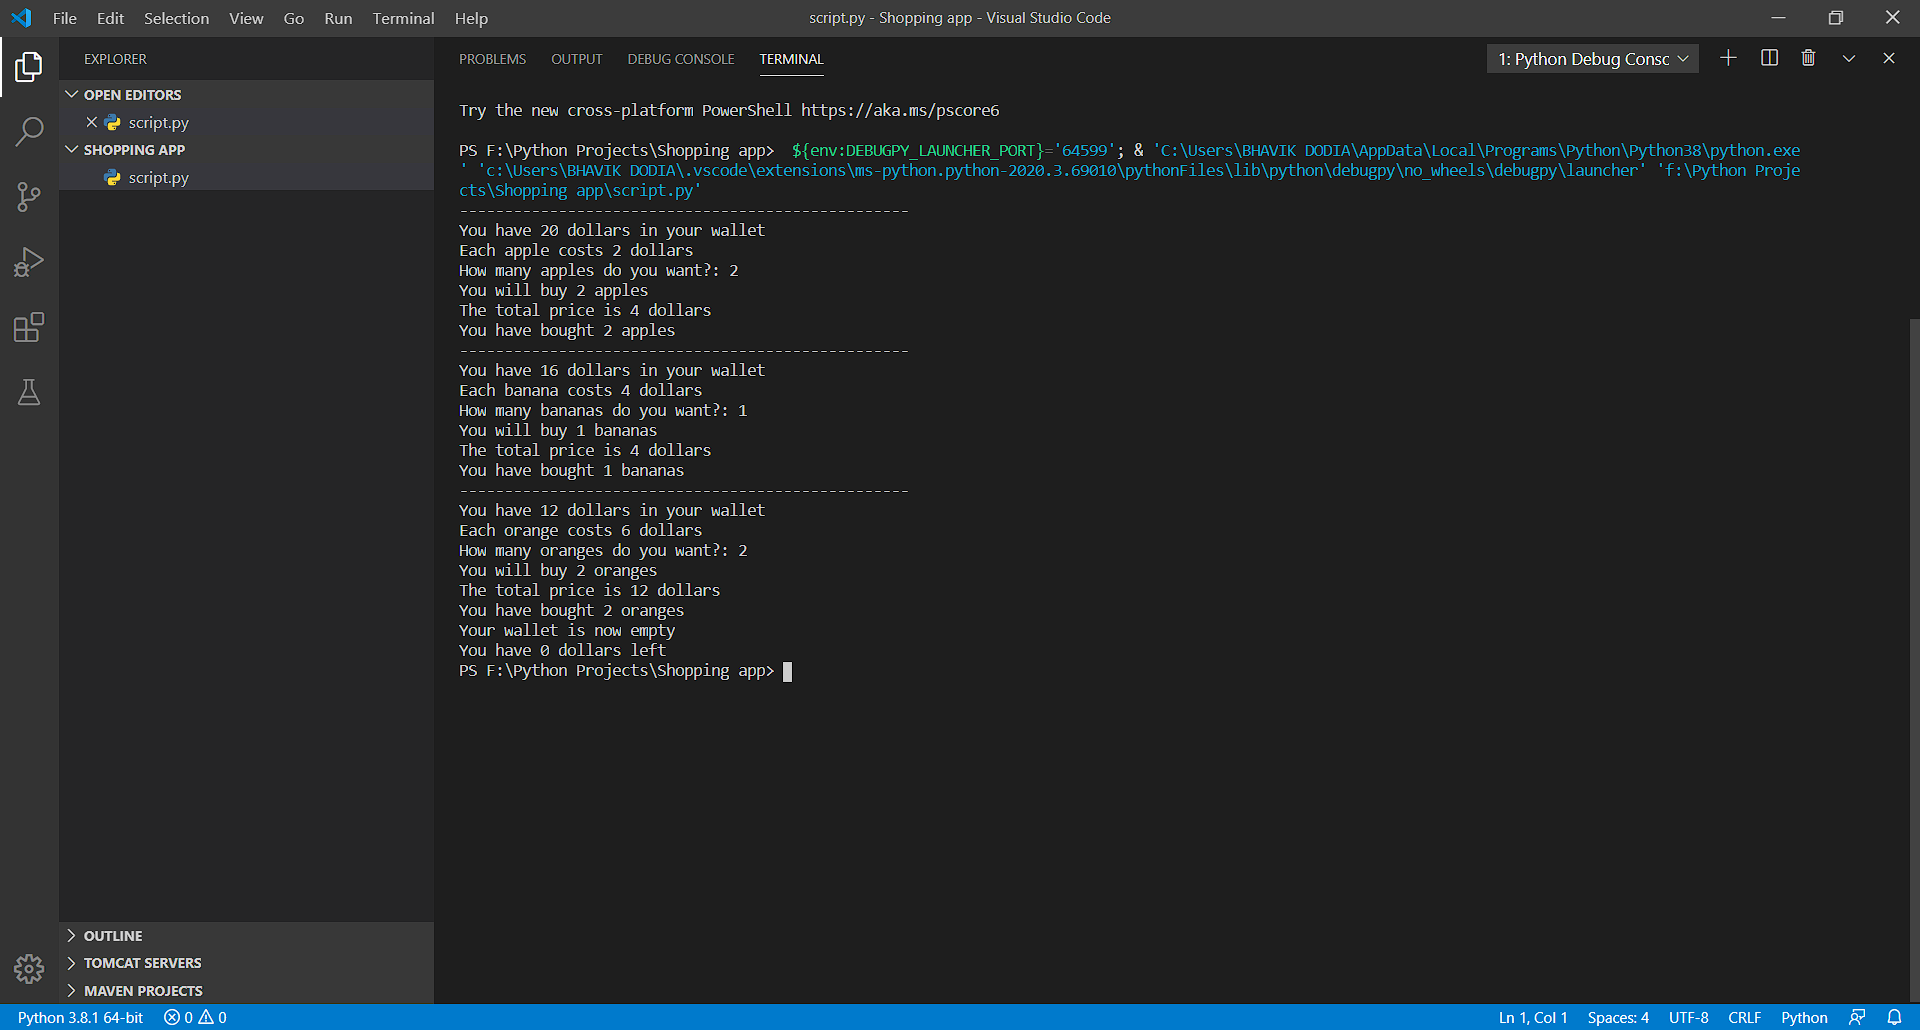 File Edit Selection View Go Run Terminal Help
script.py - Shopping app - Visual Studio Code
EXPLORER
OPEN EDITORS
script.py
SHOPPING APP
script.py
OUTLINE
TOMCAT SERVERS
MAVEN PROJECTS
PROBLEMS OUTPUT DEBUG CONSOLE TERMINAL
1: Python Debug Consc
Try the new cross-platform PowerShell https://aka.ms/pscore6
PS F:\Python Projects\Shopping app>  ${env:DEBUGPY_LAUNCHER_PORT}='64599'; & 'C:\Users\BHAVIK DODIA\AppData\Local\Programs\Python\Python38\python.exe
' 'c:\Users\BHAVIK DODIA\.vscode\extensions\ms-python.python-2020.3.69010\pythonFiles\lib\python\debugpy\no_wheels\debugpy\launcher' 'f:\Python Proje
cts\Shopping app\script.py'
--------------------------------------------------
You have 20 dollars in your wallet
Each apple costs 2 dollars
How many apples do you want?: 2
You will buy 2 apples
The total price is 4 dollars
You have bought 2 apples
--------------------------------------------------
You have 16 dollars in your wallet
Each banana costs 4 dollars
How many bananas do you want?: 1
You will buy 1 bananas
The total price is 4 dollars
You have bought 1 bananas
--------------------------------------------------
You have 12 dollars in your wallet
Each orange costs 6 dollars
How many oranges do you want?: 2
You will buy 2 oranges
The total price is 12 dollars
You have bought 2 oranges
Your wallet is now empty
You have 0 dollars left
PS F:\Python Projects\Shopping app>
Python 3.8.1 64-bit 0 0
Ln 1, Col 1 Spaces: 4 UTF-8 CRLF Python